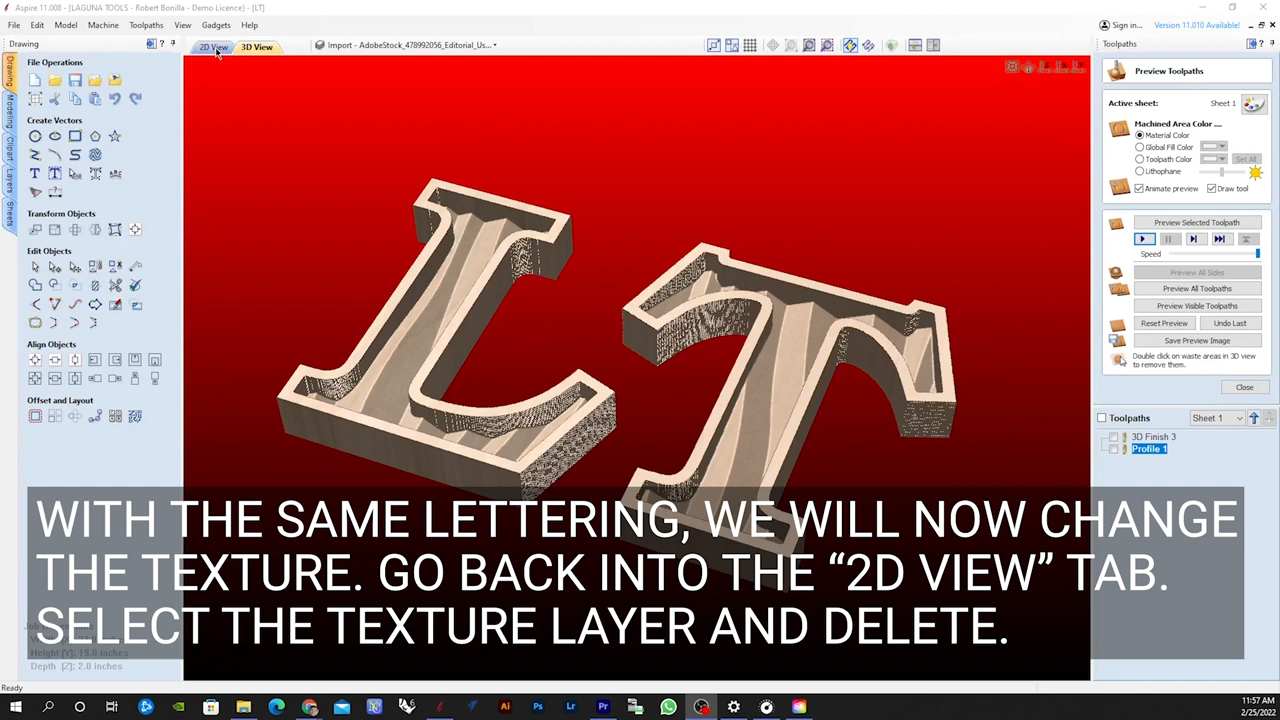 Aspire 11.008 - LAGUNA TOOLS - Robert Bonilla - Demo Licence] - [LT]
File Edit Model Machine Toolpaths View Gadgets Help
Sign in... Version 11.010 Available!
Drawing
2D View 3D View Import - AdobeStock_478992056_Editorial_Us...
Toolpaths
Drawing
Modeling
Clipart
Layers
Sheets
File Operations
Create Vectors
Transform Objects
Edit Objects
Align Objects
Offset and Layout
Preview Toolpaths
Active sheet: Sheet 1
Machined Area Color ....
Material Color
Global Fill Color
Toolpath Color Set All
Lithophane
Animate preview Draw tool
Preview Selected Toolpath
Speed
Preview All Sides
Preview All Toolpaths
Preview Visible Toolpaths
Reset Preview Undo Last
Save Preview Image
Double click on waste areas in 3D view
to remove them.
Close
Toolpaths Sheet 1
3D Finish 3
Profile 1
WITH THE SAME LETTERING, WE WILL NOW CHANGE
THE TEXTURE. GO BACK INTO THE “2D VIEW” TAB.
SELECT THE TEXTURE LAYER AND DELETE.
Height (Y): 19.0 inches
Depth (Z): 2.0 inches
Ready
11:57 AM
2/25/2022